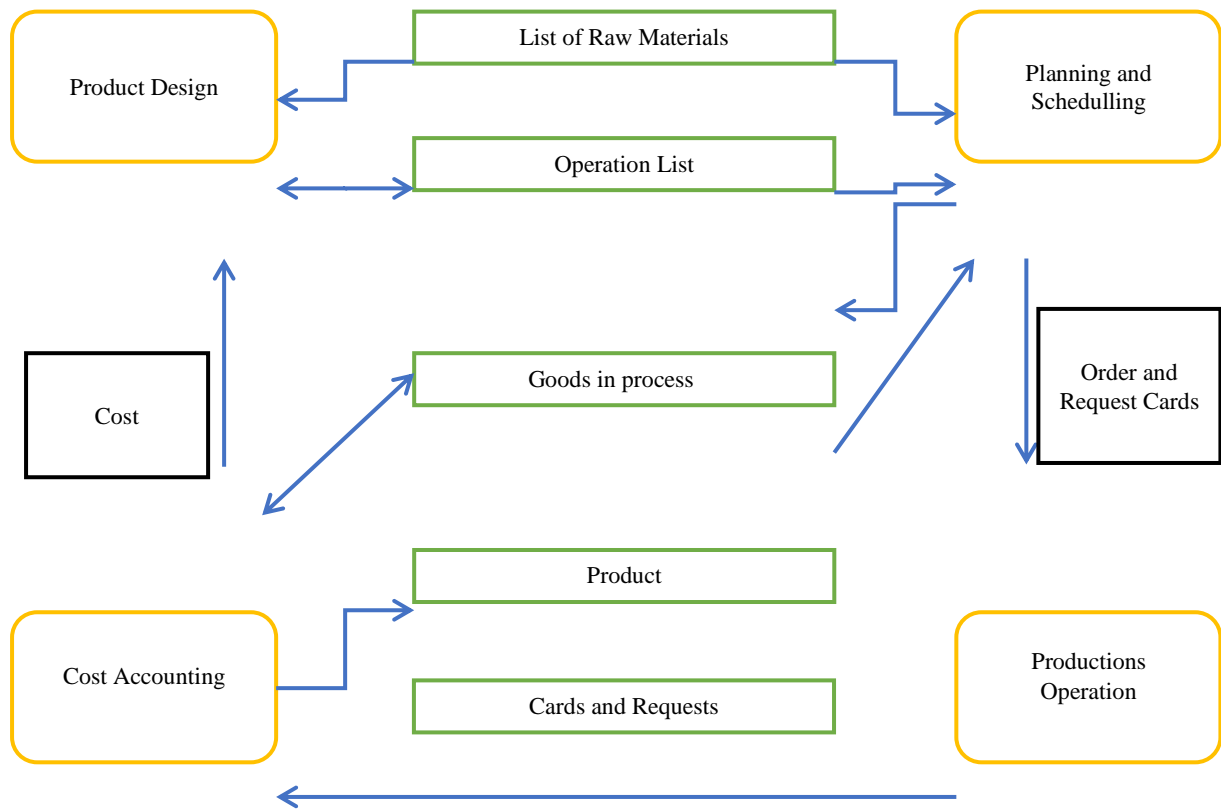 List of Raw Materials
Product Design
Planning and
Schedulling
Operation List
Cost
Goods in process
Order and
Request Cards
Product
Cost Accounting
Productions
Operation
Cards and Requests